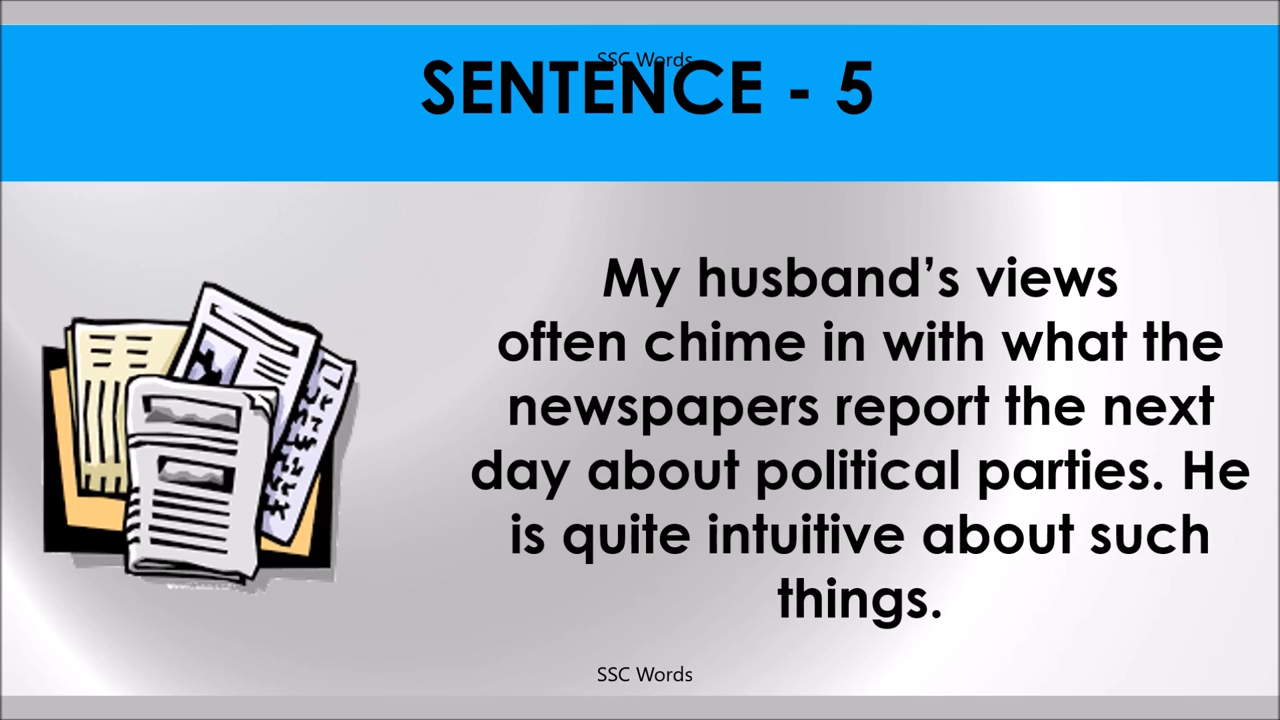 SSC Words
SENTENCE - 5
My husband’s views
often chime in with what the
newspapers report the next
day about political parties. He
is quite intuitive about such
things.
SSC Words